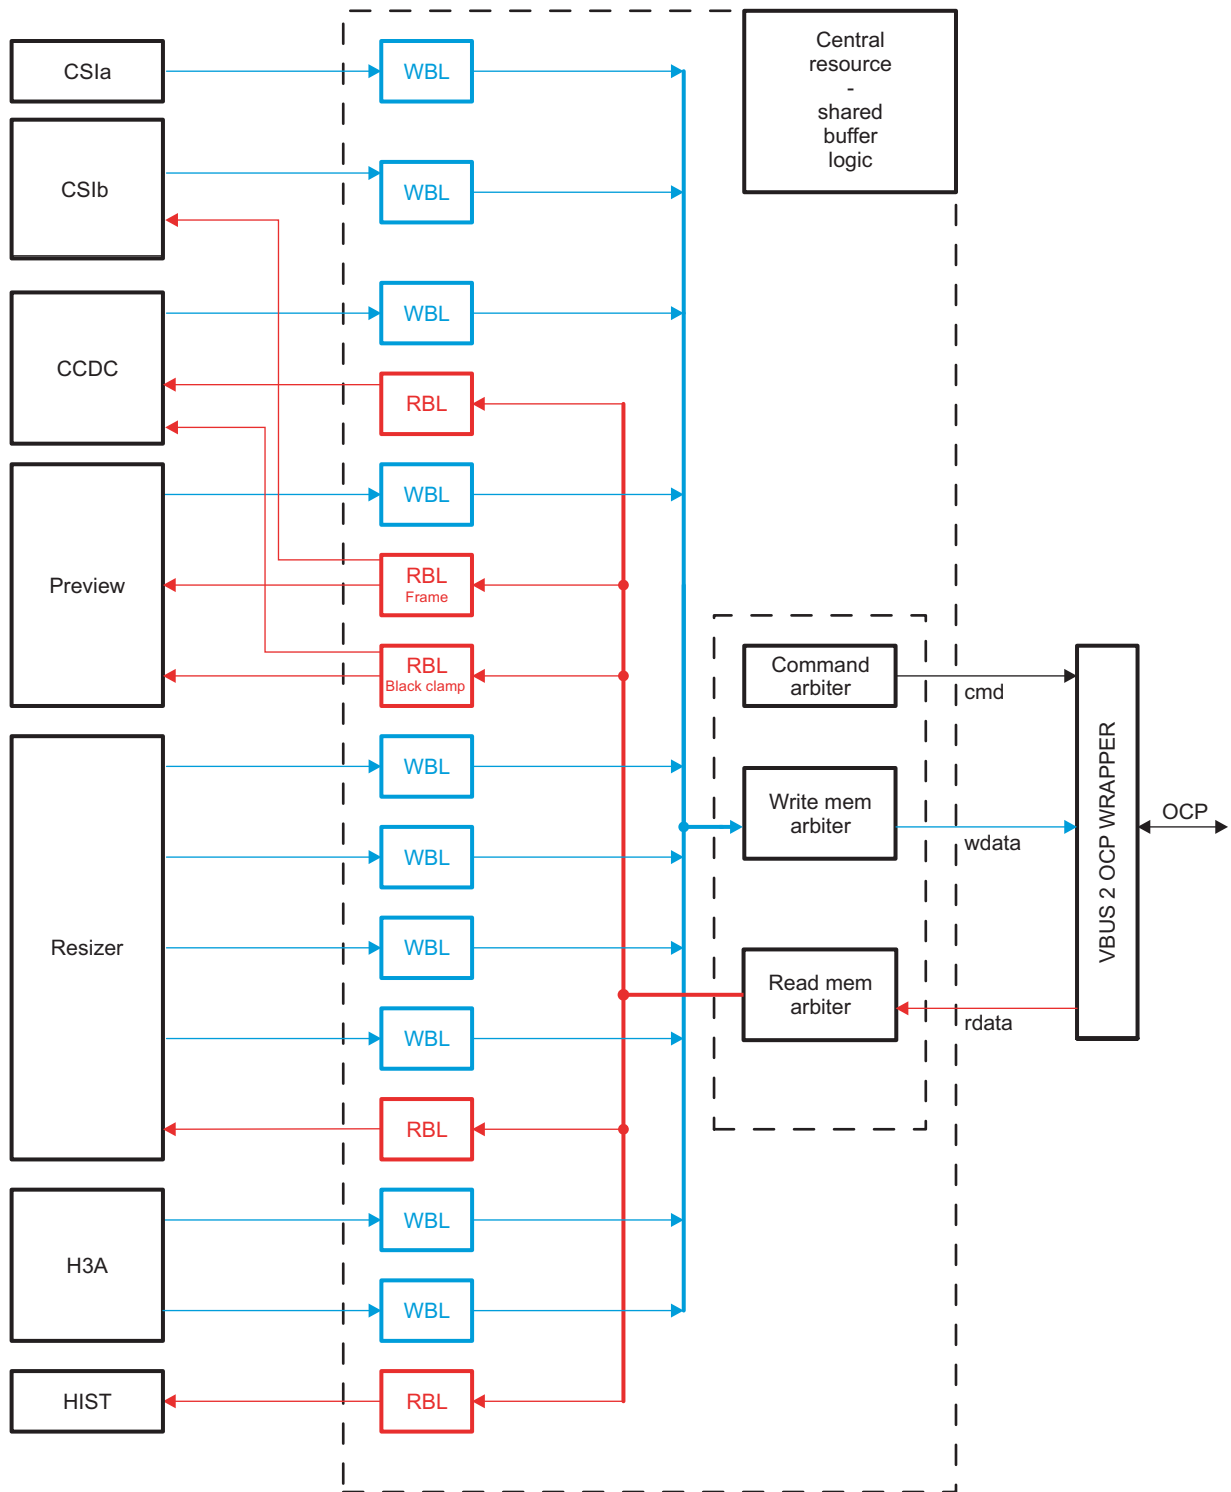 Central
resource
-
shared
buffer
logic
CSIa
WBL
CSIb
WBL
CCDC
WBL
RBL
Preview
WBL
RBL
Frame
RBL
Black clamp
Command
arbiter
cmd
Write mem
arbiter
wdata
Read mem
arbiter
rdata
VBUS 2 OCP WRAPPER
OCP
Resizer
WBL
WBL
WBL
WBL
RBL
H3A
WBL
WBL
HIST
RBL